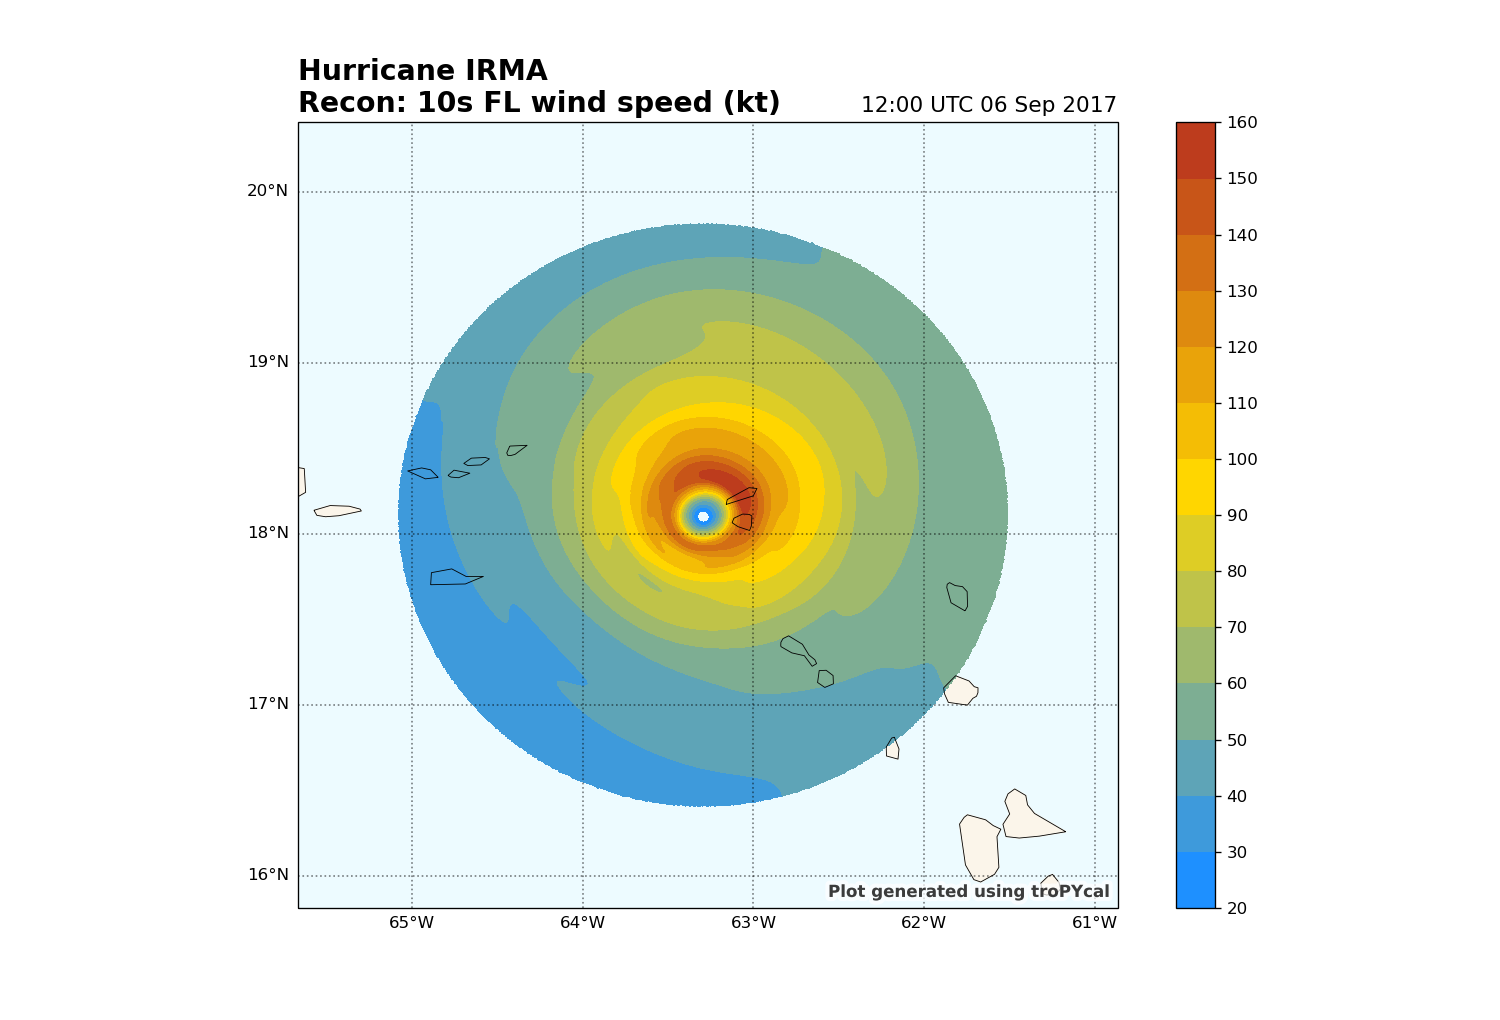 Hurricane IRMA
Recon: 10s FL wind speed (kt)
12:00 UTC 06 Sep 2017
20°N
19°N
18°N
17°N
16°N
65°W
64°W
63°W
62°W
61°W
Plot generated using troPYcal
160
150
140
130
120
110
100
90
80
70
60
50
40
30
20